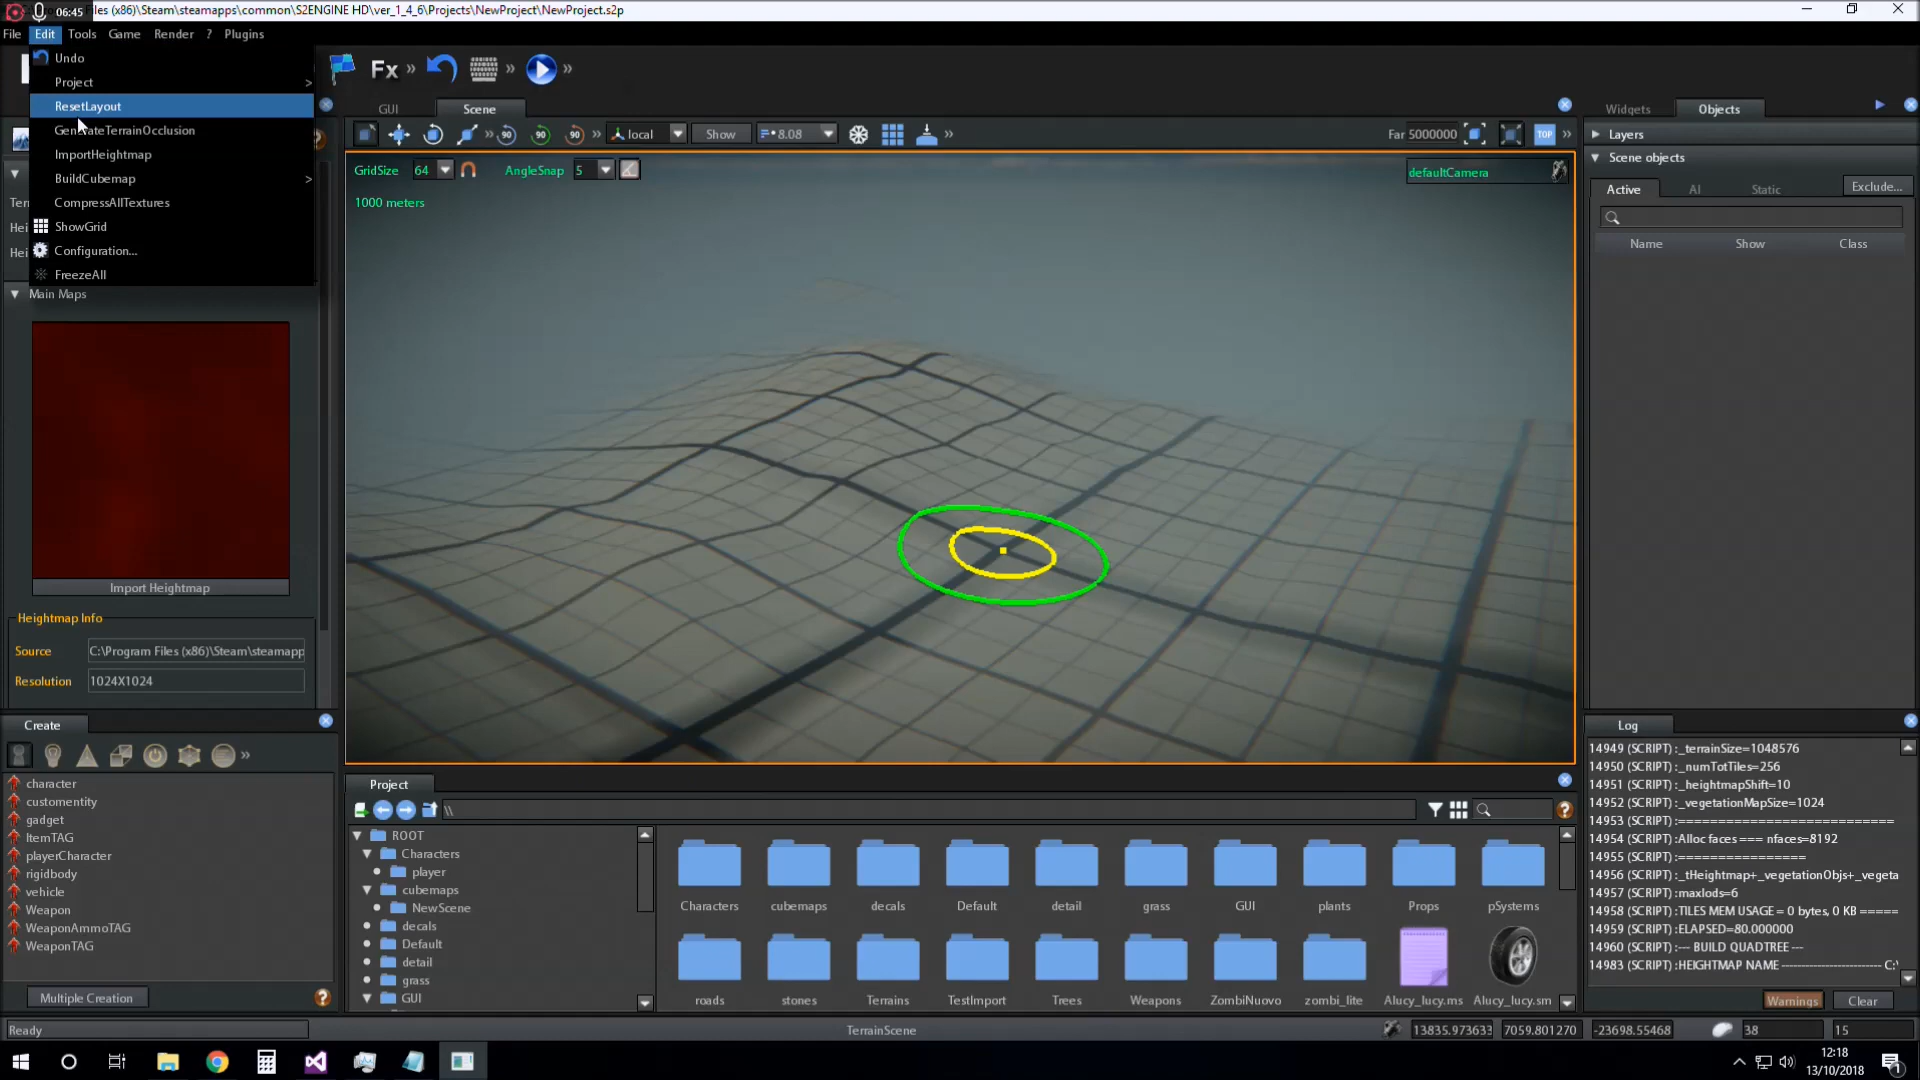 06:45
Files (x86)\Steam\steamapps\common\S2ENGINE HD\ver_1_4_6\Projects\NewProject\NewProject.s2p
File Edit Tools Game Render ? Plugins
Undo
Project >
ResetLayout
GenerateTerrainOcclusion
ImportHeightmap
BuildCubemap >
CompressAllTextures
ShowGrid
Configuration...
FreezeAll
Fx
GUI Scene
90 90 90 local Show 8.08 Far 5000000 TOP
GridSize 64 AngleSnap 5 defaultCamera
1000 meters
Main Maps
Import Heightmap
Heightmap Info
Source C:\Program Files (x86)\Steam\steamapp
Resolution 1024X1024
Create
character
customentity
gadget
ItemTAG
playerCharacter
rigidbody
vehicle
Weapon
WeaponAmmoTAG
WeaponTAG
Multiple Creation
Project
\\
ROOT
Characters
player
cubemaps
NewScene
decals
Default
detail
grass
GUI
Characters cubemaps decals Default detail grass GUI plants Props pSystems
roads stones Terrains TestImport Trees Weapons ZombiNuovo zombi_lite Alucy_lucy.ms Alucy_lucy.sm
Widgets Objects
Layers
Scene objects
Active AI Static Exclude...
Name Show Class
Log
14949 (SCRIPT) :_terrainSize=1048576
14950 (SCRIPT) :_numTotTiles=256
14951 (SCRIPT) :_heightmapShift=10
14952 (SCRIPT) :_vegetationMapSize=1024
14953 (SCRIPT) :==========================
14954 (SCRIPT) :Alloc faces === nfaces=8192
14955 (SCRIPT) :================
14956 (SCRIPT) :_tHeightmap+_vegetationObjs+_vegeta
14957 (SCRIPT) :maxlods=6
14958 (SCRIPT) :TILES MEM USAGE = 0 bytes, 0 KB =====
14959 (SCRIPT) :ELAPSED=80.000000
14960 (SCRIPT) :--- BUILD QUADTREE ---
14983 (SCRIPT) :HEIGHTMAP NAME -------------------------- C:\
Warnings Clear
Ready TerrainScene 13835.973633 7059.801270 -23698.55468 38 15
12:18
13/10/2018
1